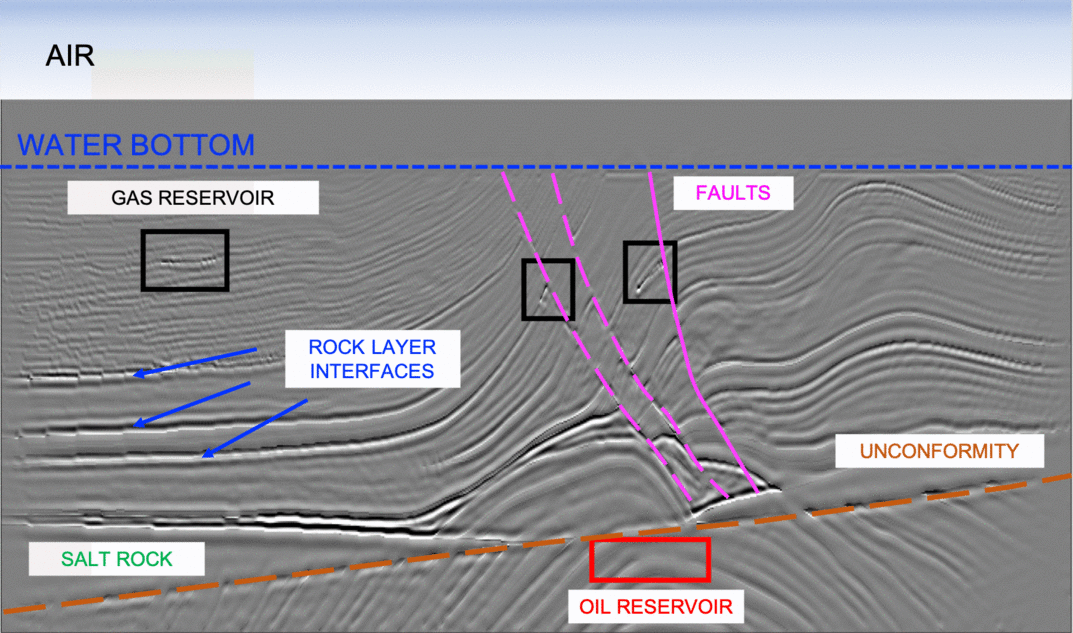 AIR
WATER BOTTOM
GAS RESERVOIR
FAULTS
ROCK LAYER
INTERFACES
UNCONFORMITY
SALT ROCK
OIL RESERVOIR